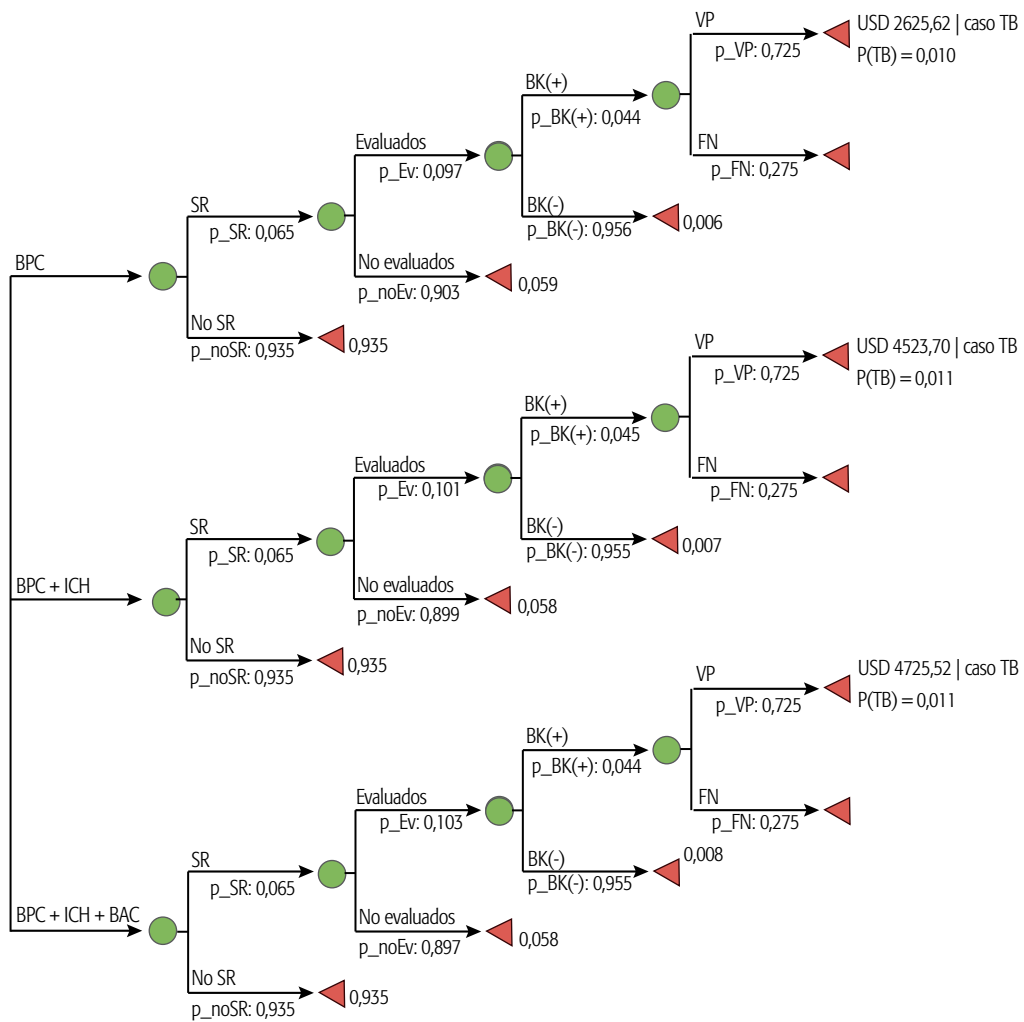 VP
USD 2625,62 | caso TB
p_VP: 0,725
P(TB) = 0,010
BK(+)
p_BK(+): 0,044
Evaluados
FN
p_Ev: 0,097
p_FN: 0,275
SR
BK(-)
p_SR: 0,065
p_BK(-): 0,956
0,006
BPC
No evaluados
p_noEv: 0,903
0,059
No SR
p_noSR: 0,935
0,935
VP
USD 4523,70 | caso TB
p_VP: 0,725
P(TB) = 0,011
BK(+)
p_BK(+): 0,045
Evaluados
FN
p_Ev: 0,101
p_FN: 0,275
SR
BK(-)
p_SR: 0,065
p_BK(-): 0,955
0,007
BPC + ICH
No evaluados
p_noEv: 0,899
0,058
No SR
p_noSR: 0,935
0,935
VP
USD 4725,52 | caso TB
p_VP: 0,725
P(TB) = 0,011
BK(+)
p_BK(+): 0,044
Evaluados
FN
p_Ev: 0,103
p_FN: 0,275
SR
BK(-)
0,008
p_SR: 0,065
p_BK(-): 0,955
BPC + ICH + BAC
No evaluados
p_noEv: 0,897
0,058
No SR
p_noSR: 0,935
0,935